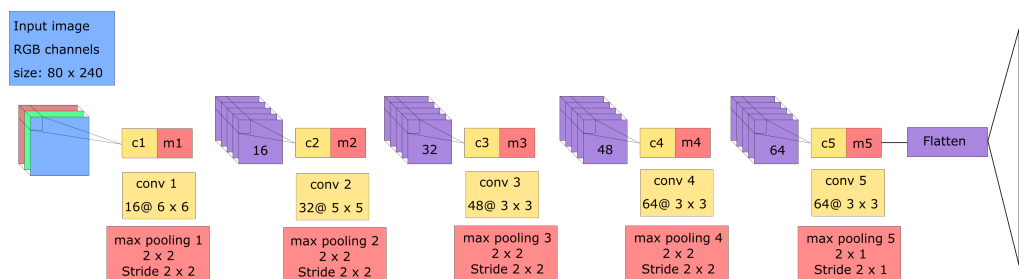 Input image
RGB channels
size: 80 x 240
c1
m1
16
c2
m2
32
c3
m3
48
c4
m4
64
c5
m5
Flatten
conv 1
16@ 6 x 6
conv 2
32@ 5 x 5
conv 3
48@ 3 x 3
conv 4
64@ 3 x 3
conv 5
64@ 3 x 3
max pooling 1
2 x 2
Stride 2 x 2
max pooling 2
2 x 2
Stride 2 x 2
max pooling 3
2 x 2
Stride 2 x 2
max pooling 4
2 x 2
Stride 2 x 2
max pooling 5
2 x 1
Stride 2 x 1